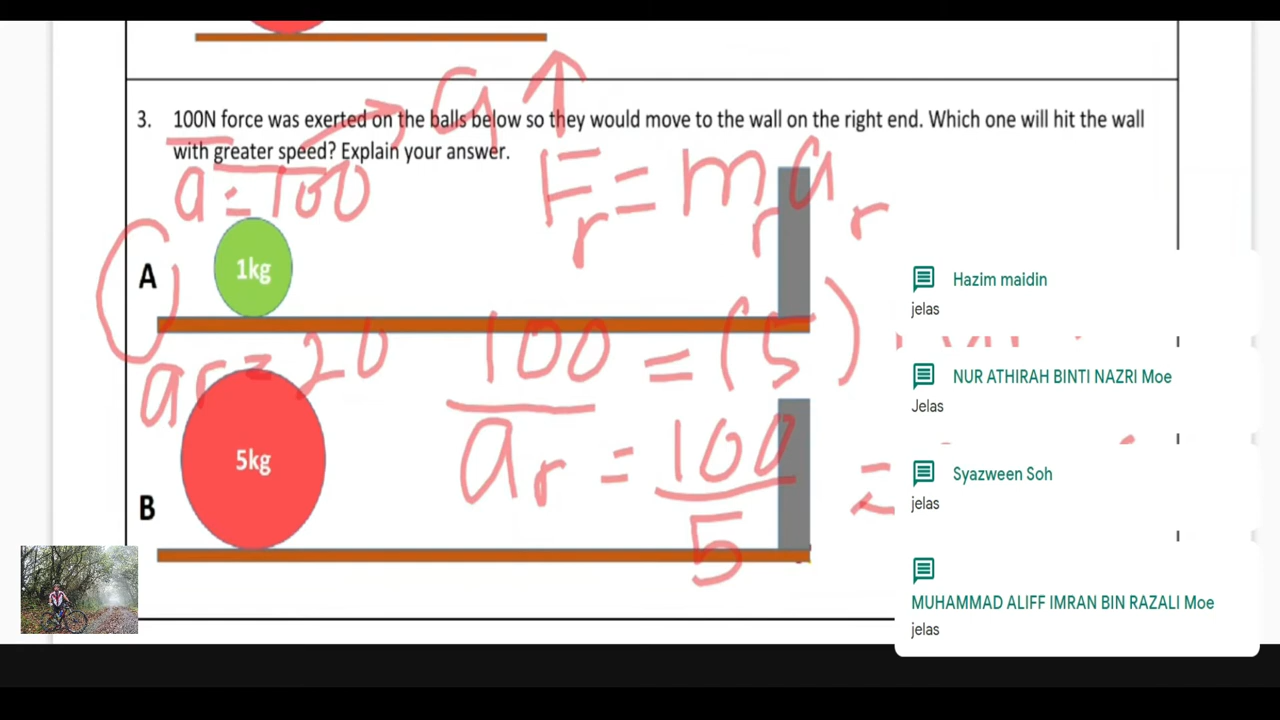 3. 100N force was exerted on the balls below so they would move to the wall on the right end. Which one will hit the wall
with greater speed? Explain your answer.
a = 100
F r = m r a r
A
1kg
a r = 20
100 = (5)
a r = 100 / 5 =
5kg
B
Hazim maidin
jelas
NUR ATHIRAH BINTI NAZRI Moe
Jelas
Syazween Soh
jelas
MUHAMMAD ALIFF IMRAN BIN RAZALI Moe
jelas